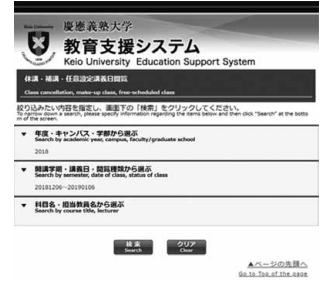 Keio University
慶應義塾大学
教育支援システム
Keio University Education Support System
休講・補講・任意設定講義日閲覧
Class cancellation, make-up class, free-scheduled class
絞り込みたい内容を指定し、画面下の「検索」をクリックしてください。
To narrow down a search, please specify information regarding the items below and then click "Search" at the botto
m of the screen.
▼ 年度・キャンパス・学部から選ぶ
Search by academic year, campus, faculty/graduate school
2018
▼ 開講学期・講義日・閲覧種類から選ぶ
Search by semester, date of class, status of class
20181206～20190106
▼ 科目名・担当教員名から選ぶ
Search by course title, lecturer
検索 クリア
Search Clear
▲ページの先頭へ
Go to Top of the page